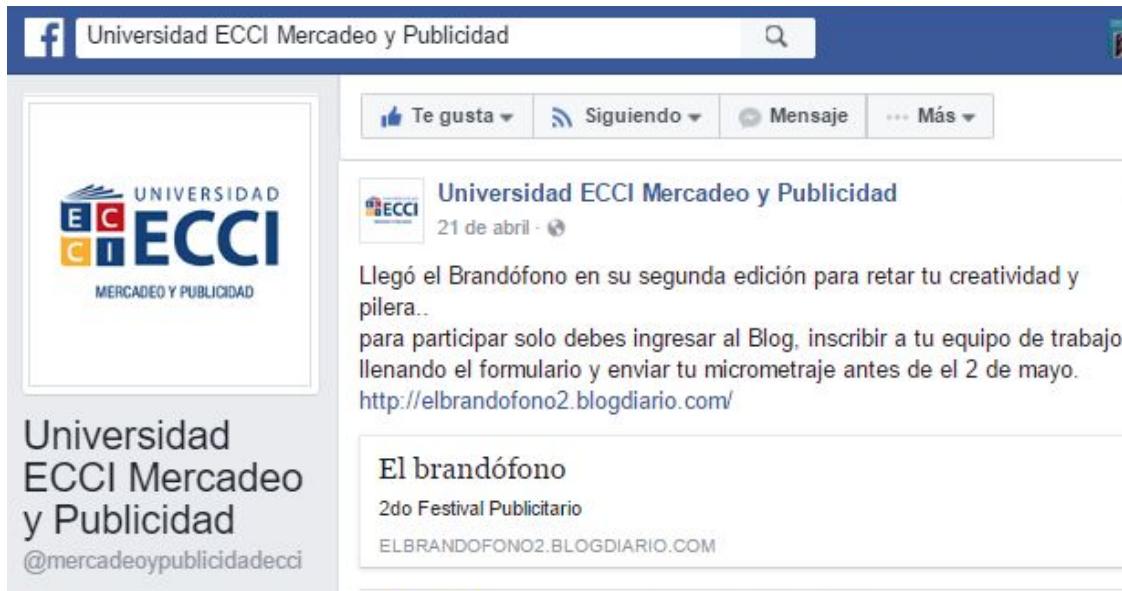 Universidad ECCI Mercadeo y Publicidad
Te gusta
Siguiendo
Mensaje
Más
UNIVERSIDAD
EC
CI
ECCI
MERCADEO Y PUBLICIDAD
Universidad
ECCI Mercadeo
y Publicidad
@mercadeoypublicidadecci
ECCI
Universidad ECCI Mercadeo y Publicidad
21 de abril ·
Llegó el Brandófono en su segunda edición para retar tu creatividad y
pilera..
para participar solo debes ingresar al Blog, inscribir a tu equipo de trabajo
llenando el formulario y enviar tu micrometraje antes de el 2 de mayo.
http://elbrandofono2.blogdiario.com/
El brandófono
2do Festival Publicitario
ELBRANDOFONO2.BLOGDIARIO.COM